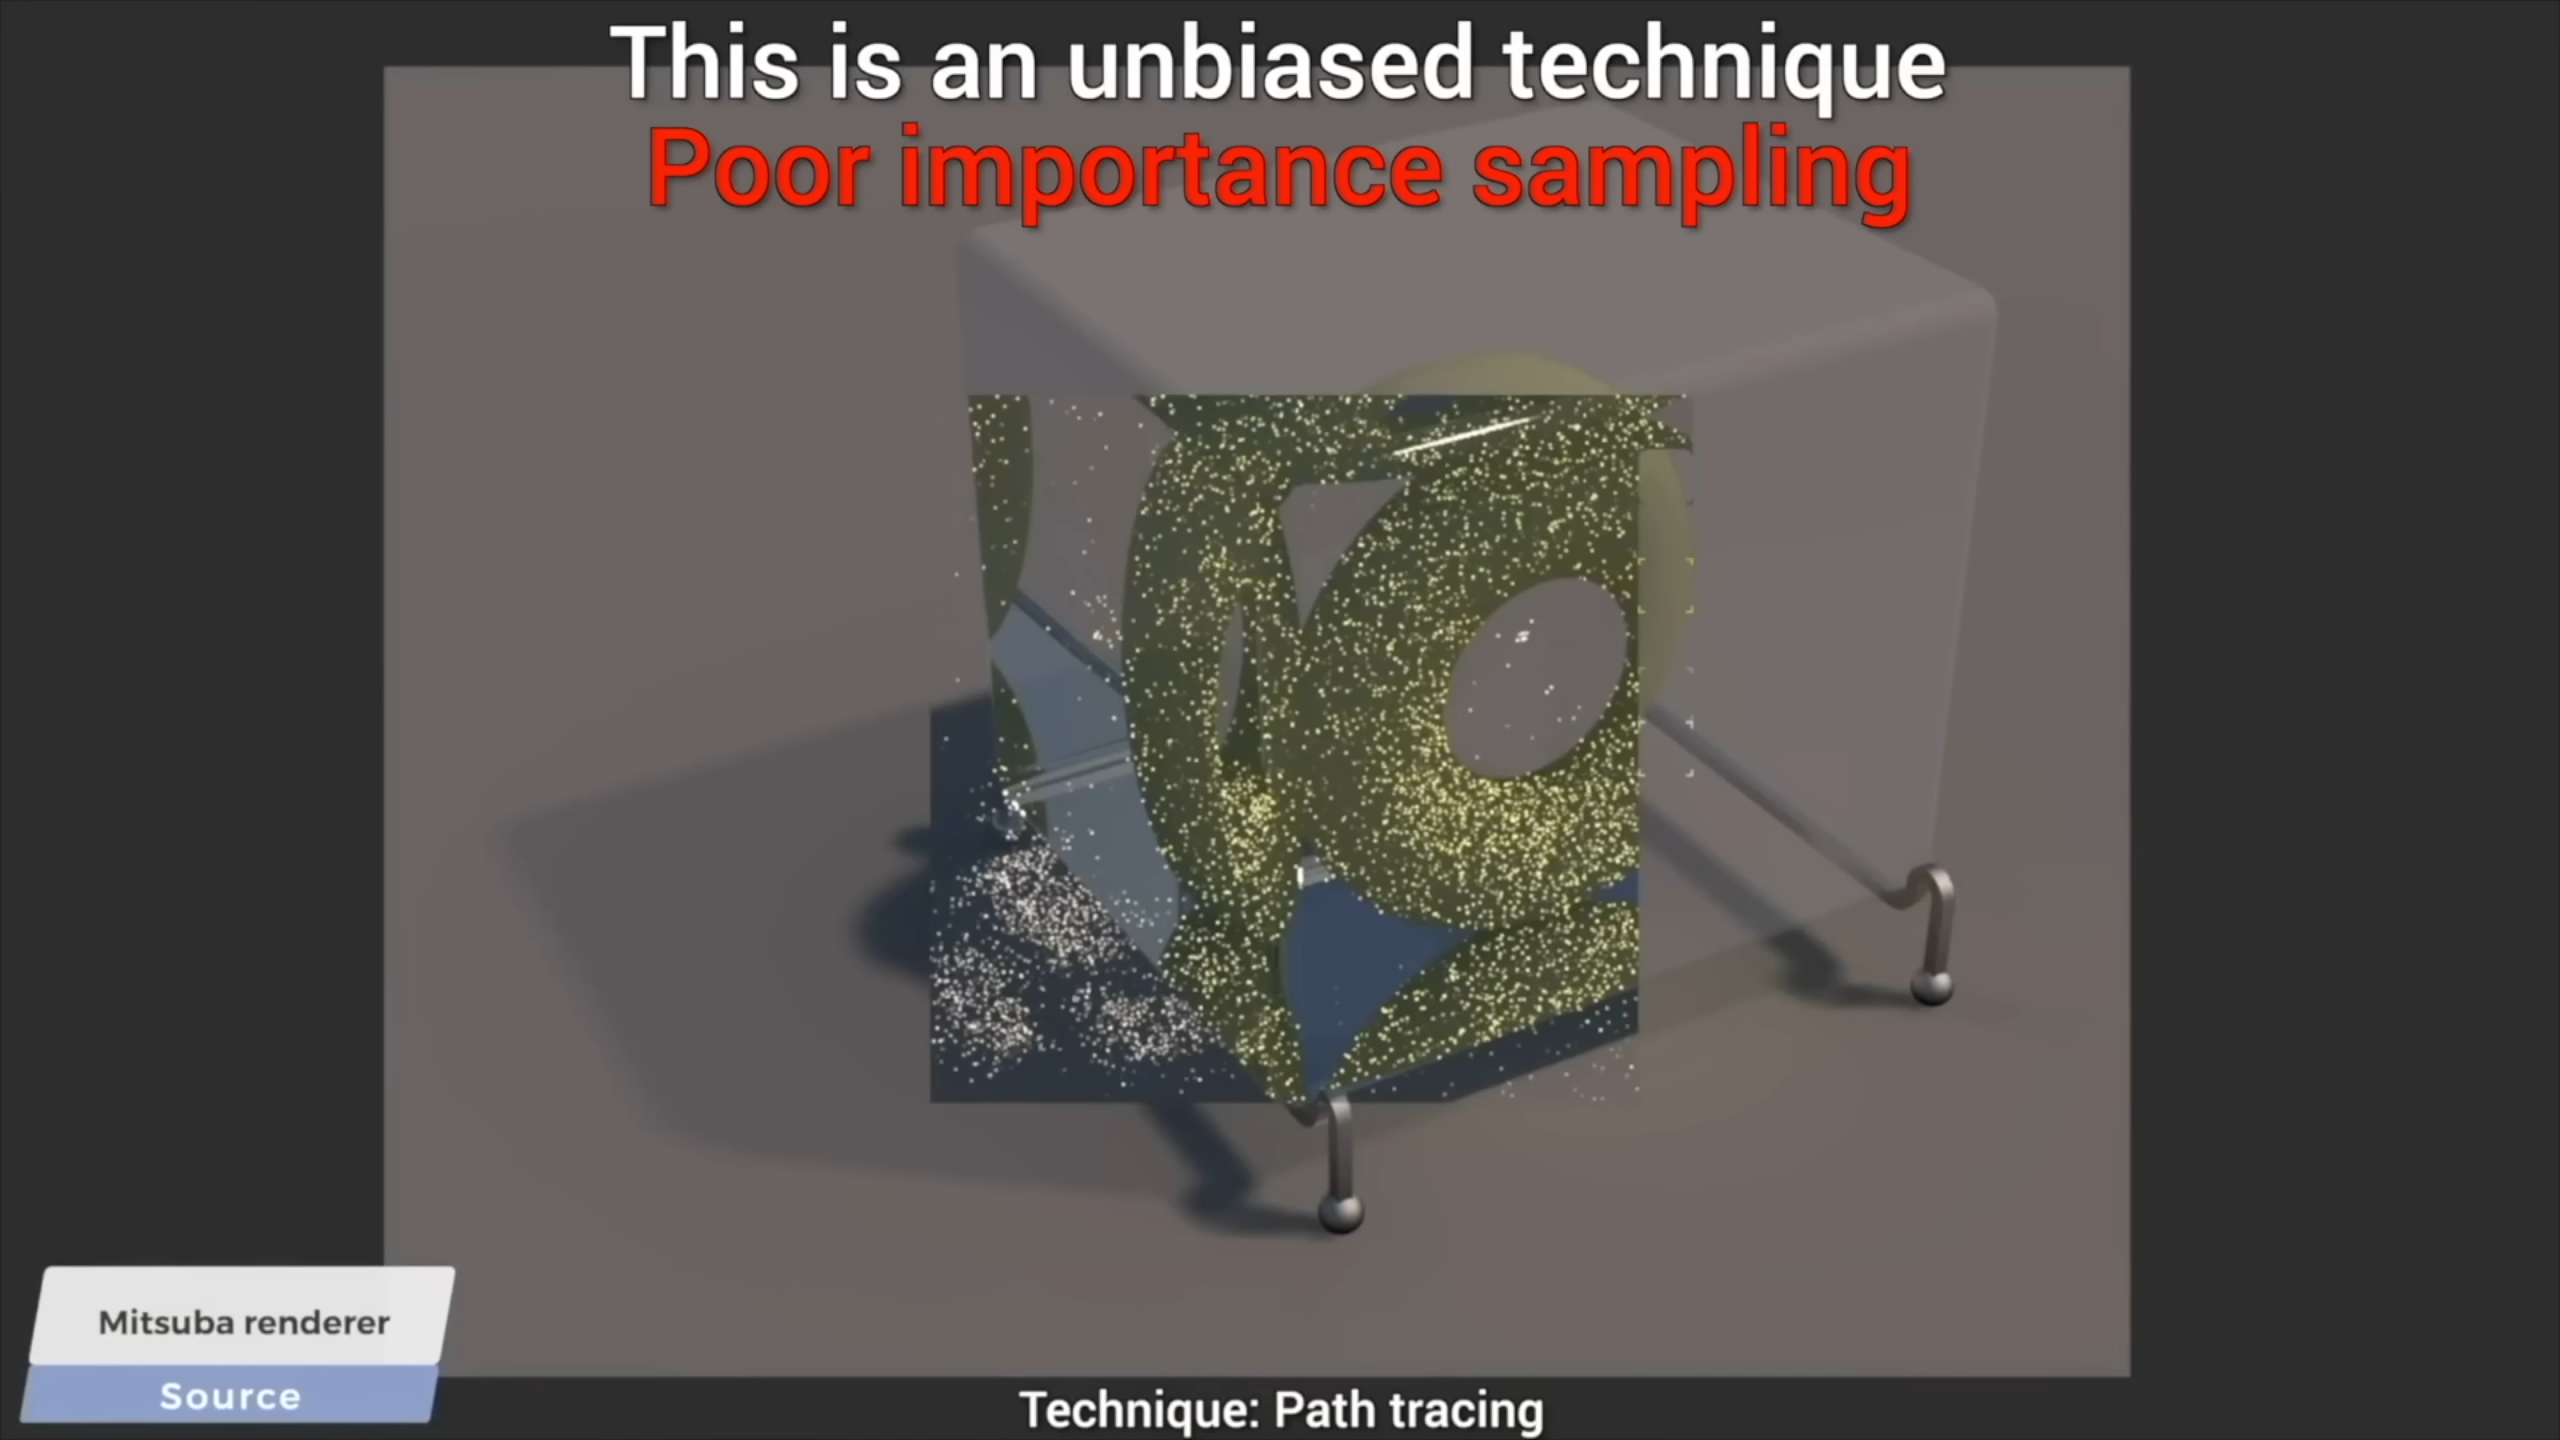 This is an unbiased technique
Poor importance sampling
Mitsuba renderer
Source
Technique: Path tracing